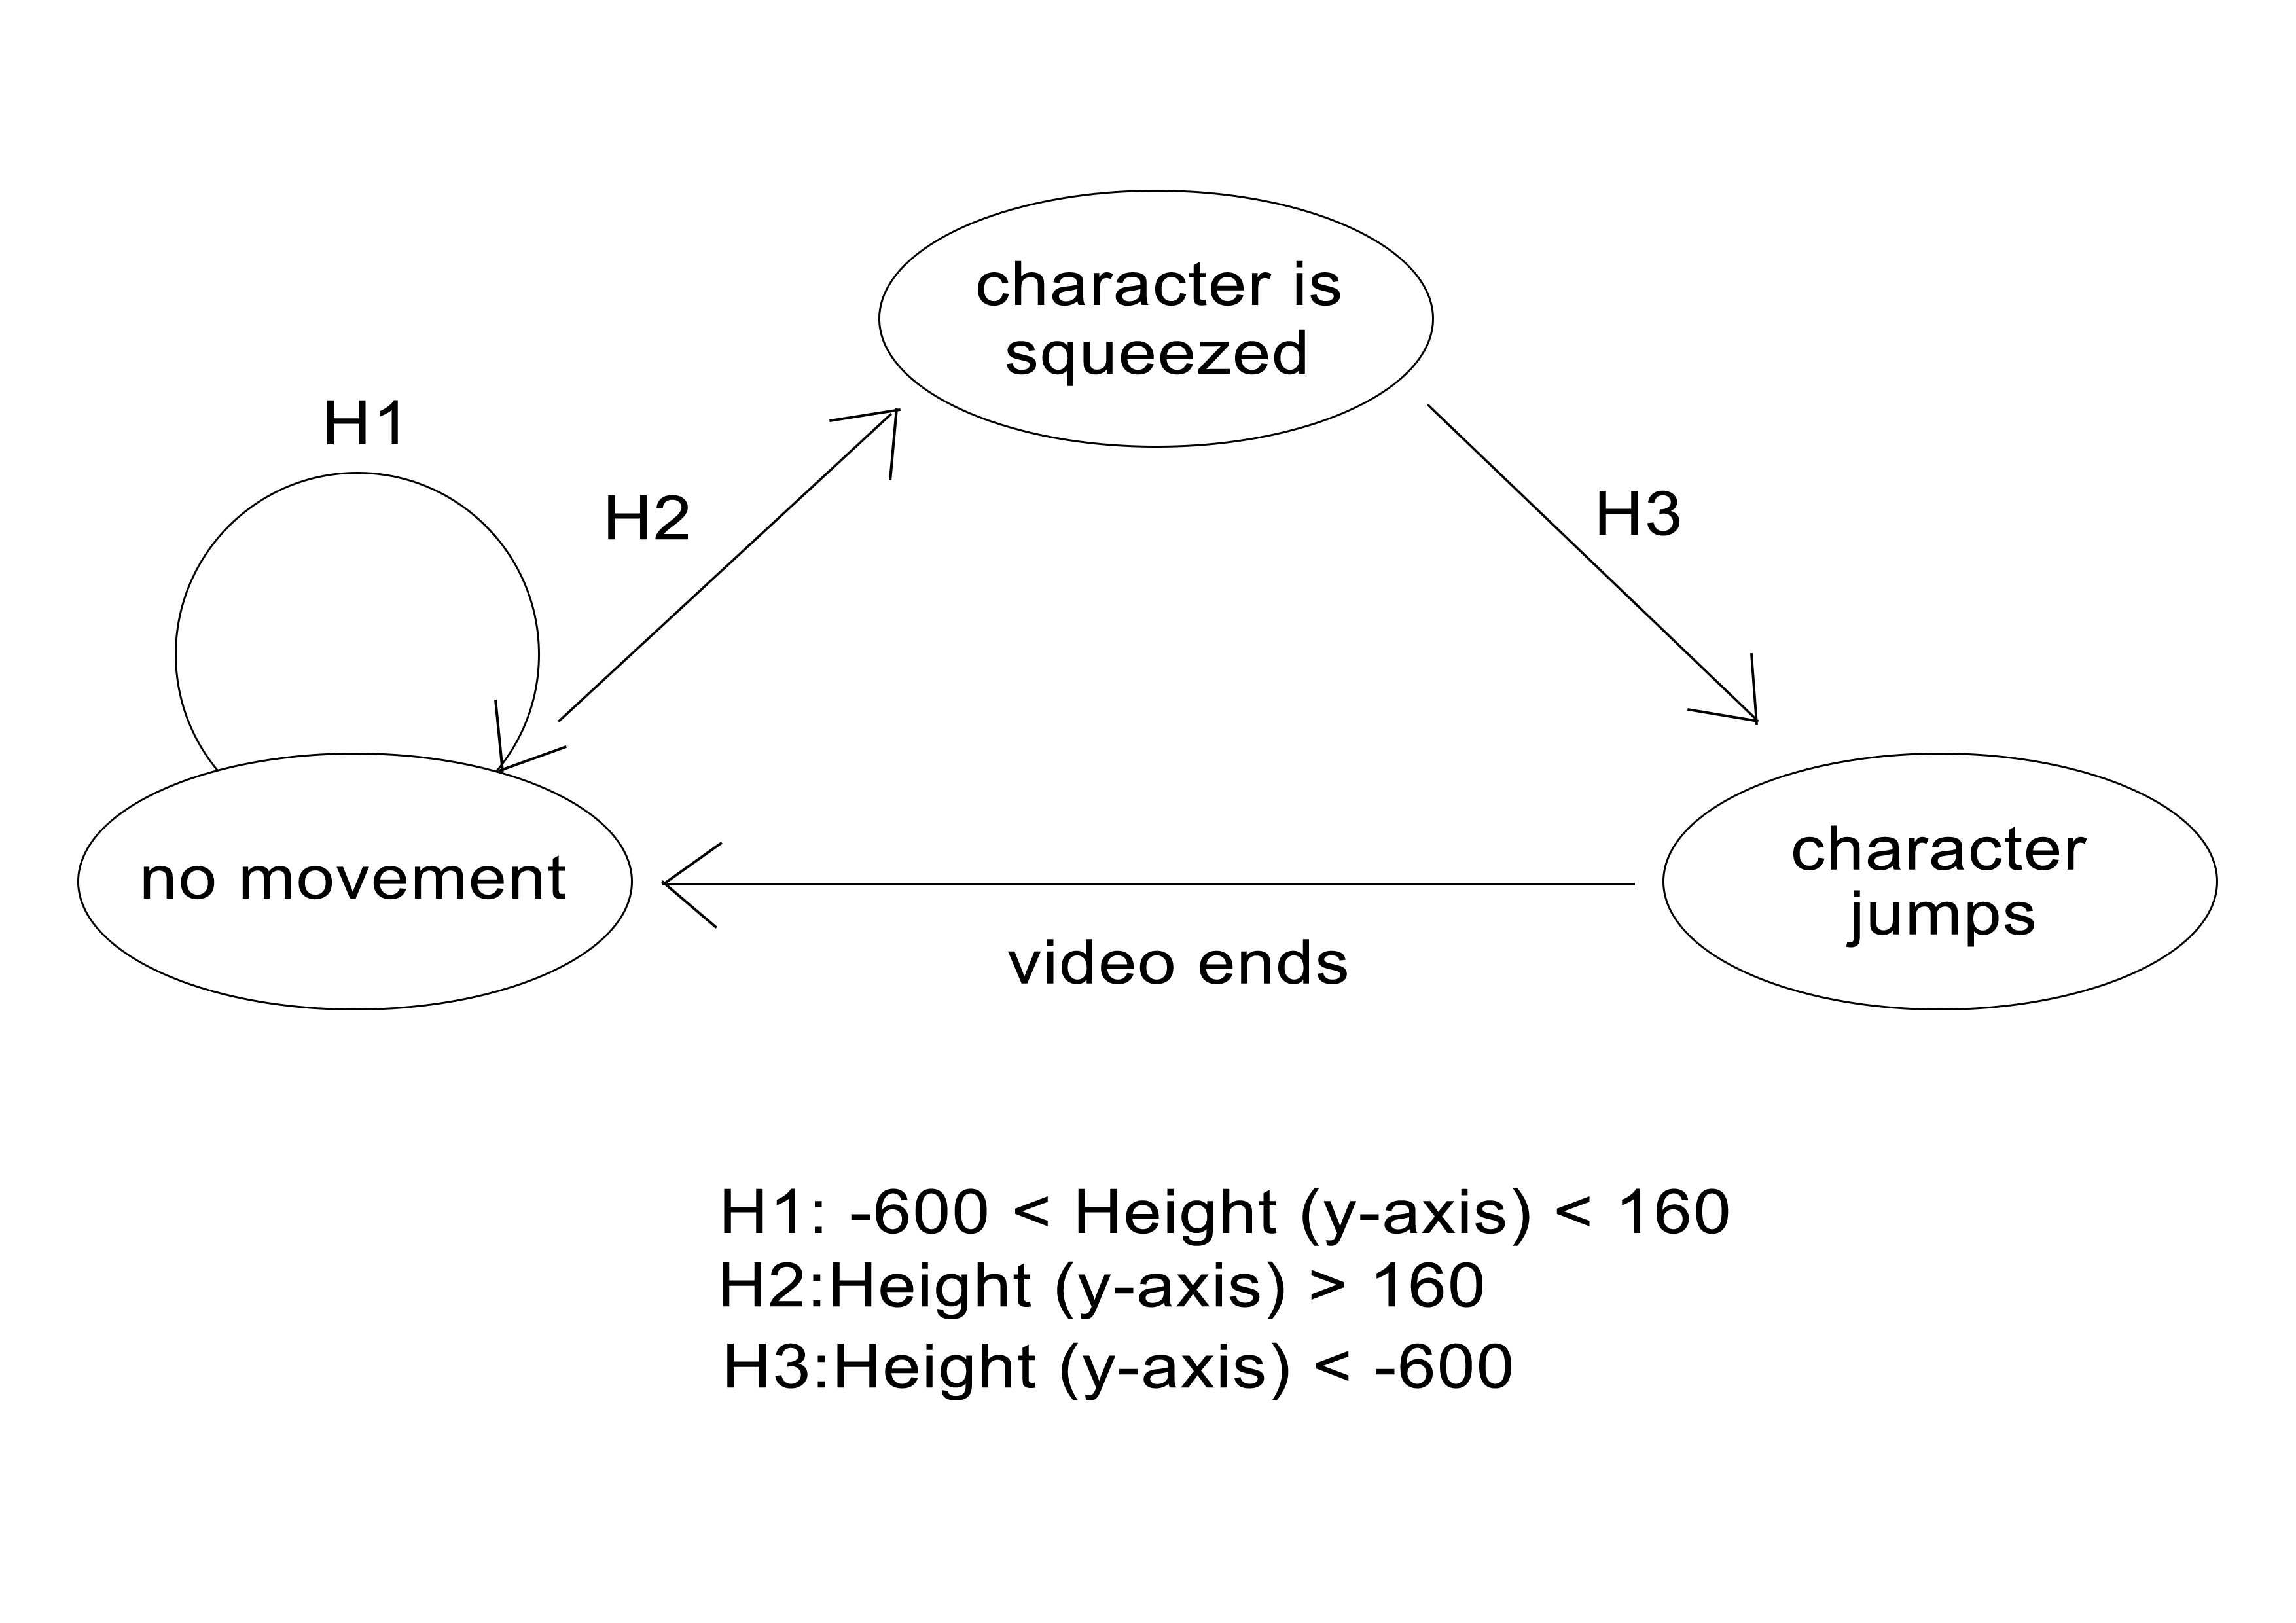 character is
squeezed
H1
H2
H3
no movement
character
jumps
video ends
H1: -600 < Height (y-axis) < 160
H2:Height (y-axis) > 160
H3:Height (y-axis) < -600